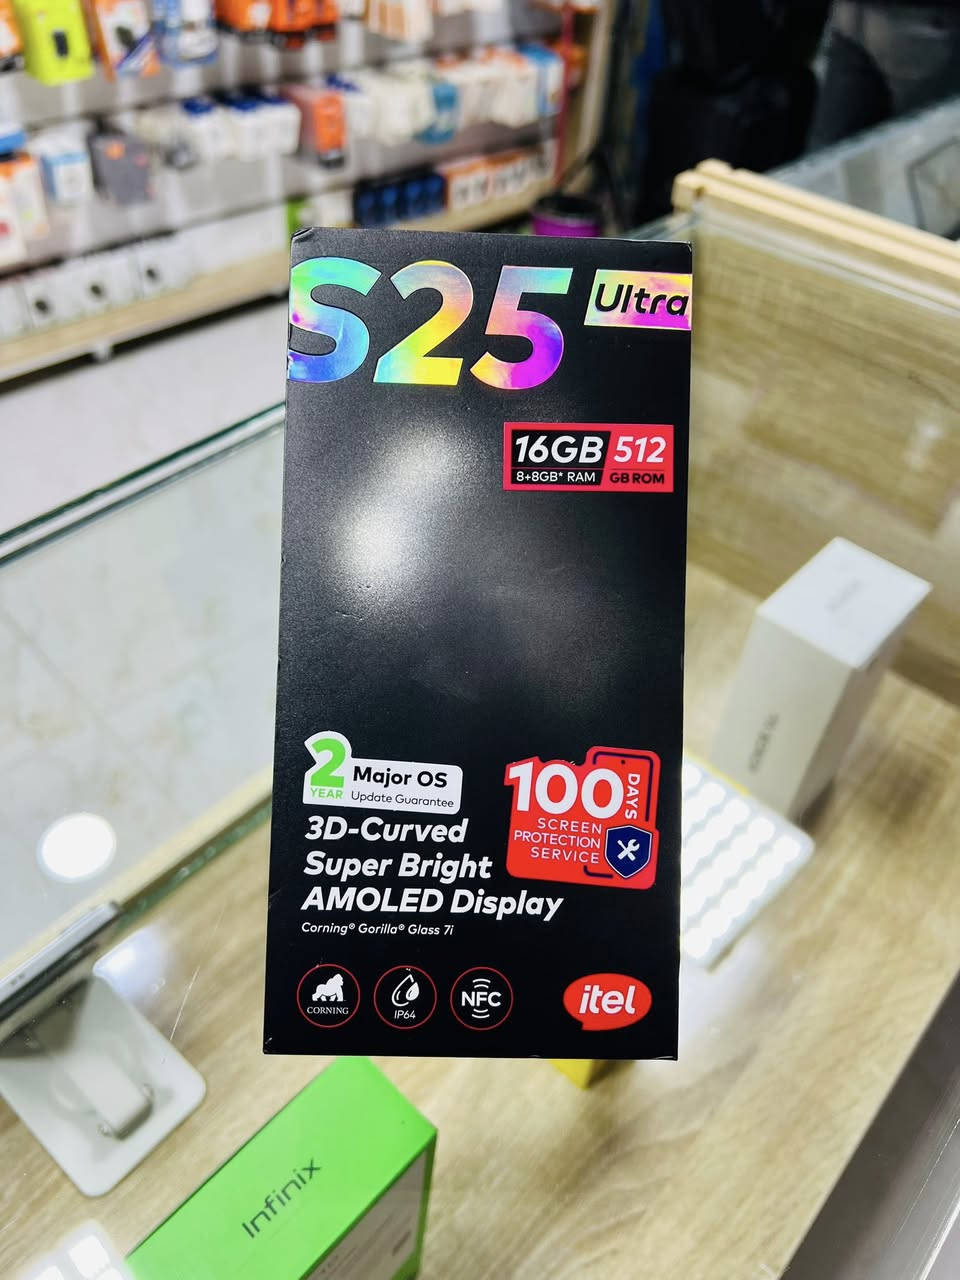 S25 Ultra
16GB 512
8+8GB* RAM GB ROM
2 YEAR
Major OS
Update Guarantee
100 DAYS
SCREEN
PROTECTION
SERVICE
3D-Curved
Super Bright
AMOLED Display
Corning® Gorilla® Glass 7i
CORNING
IP64
NFC
itel
Infinix